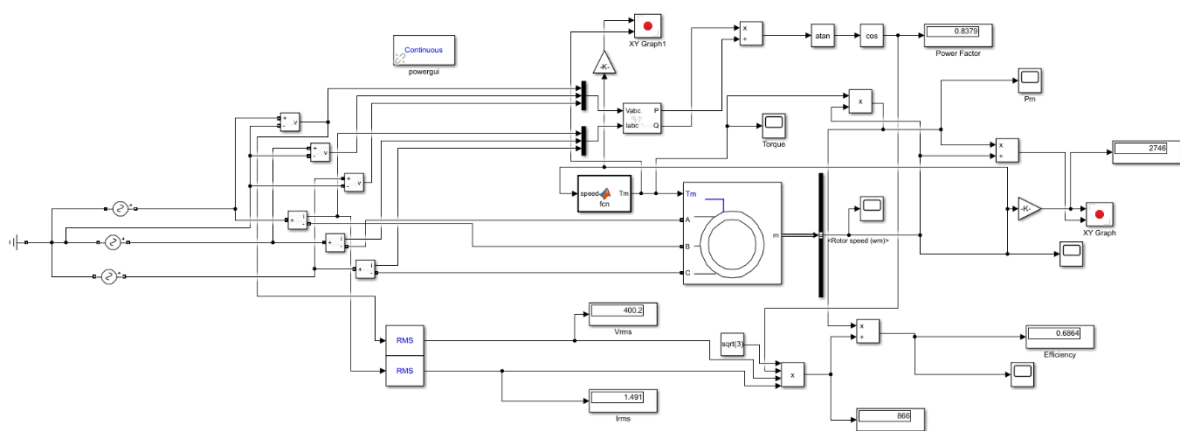 XY Graph1
Continuous
powergui
-K-
x
÷
atan
cos
0.8379
Power Factor
+
-
v
+
-
v
+
-
v
Vabc
Iabc
P
Q
x
÷
Pm
Torque
x
÷
2746
speed
Tm
fcn
Tm
A
B
C
m
<Rotor speed (wm)>
-K-
XY Graph
+
i
-
+
i
-
+
i
-
400.2
Vrms
RMS
RMS
sqrt(3)
x
x
÷
0.6864
Efficiency
1.491
Irms
866